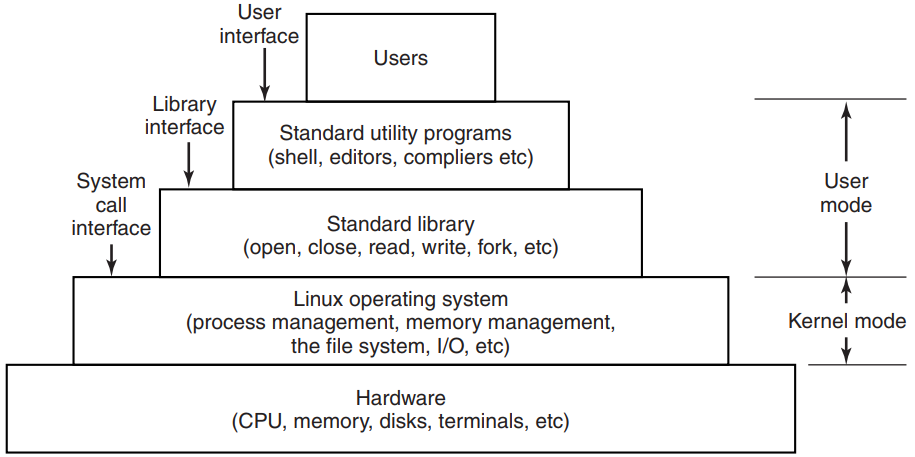 User
interface
Users
Library
interface
Standard utility programs
(shell, editors, compliers etc)
System
call
interface
User
mode
Standard library
(open, close, read, write, fork, etc)
Linux operating system
(process management, memory management,
the file system, I/O, etc)
Kernel mode
Hardware
(CPU, memory, disks, terminals, etc)